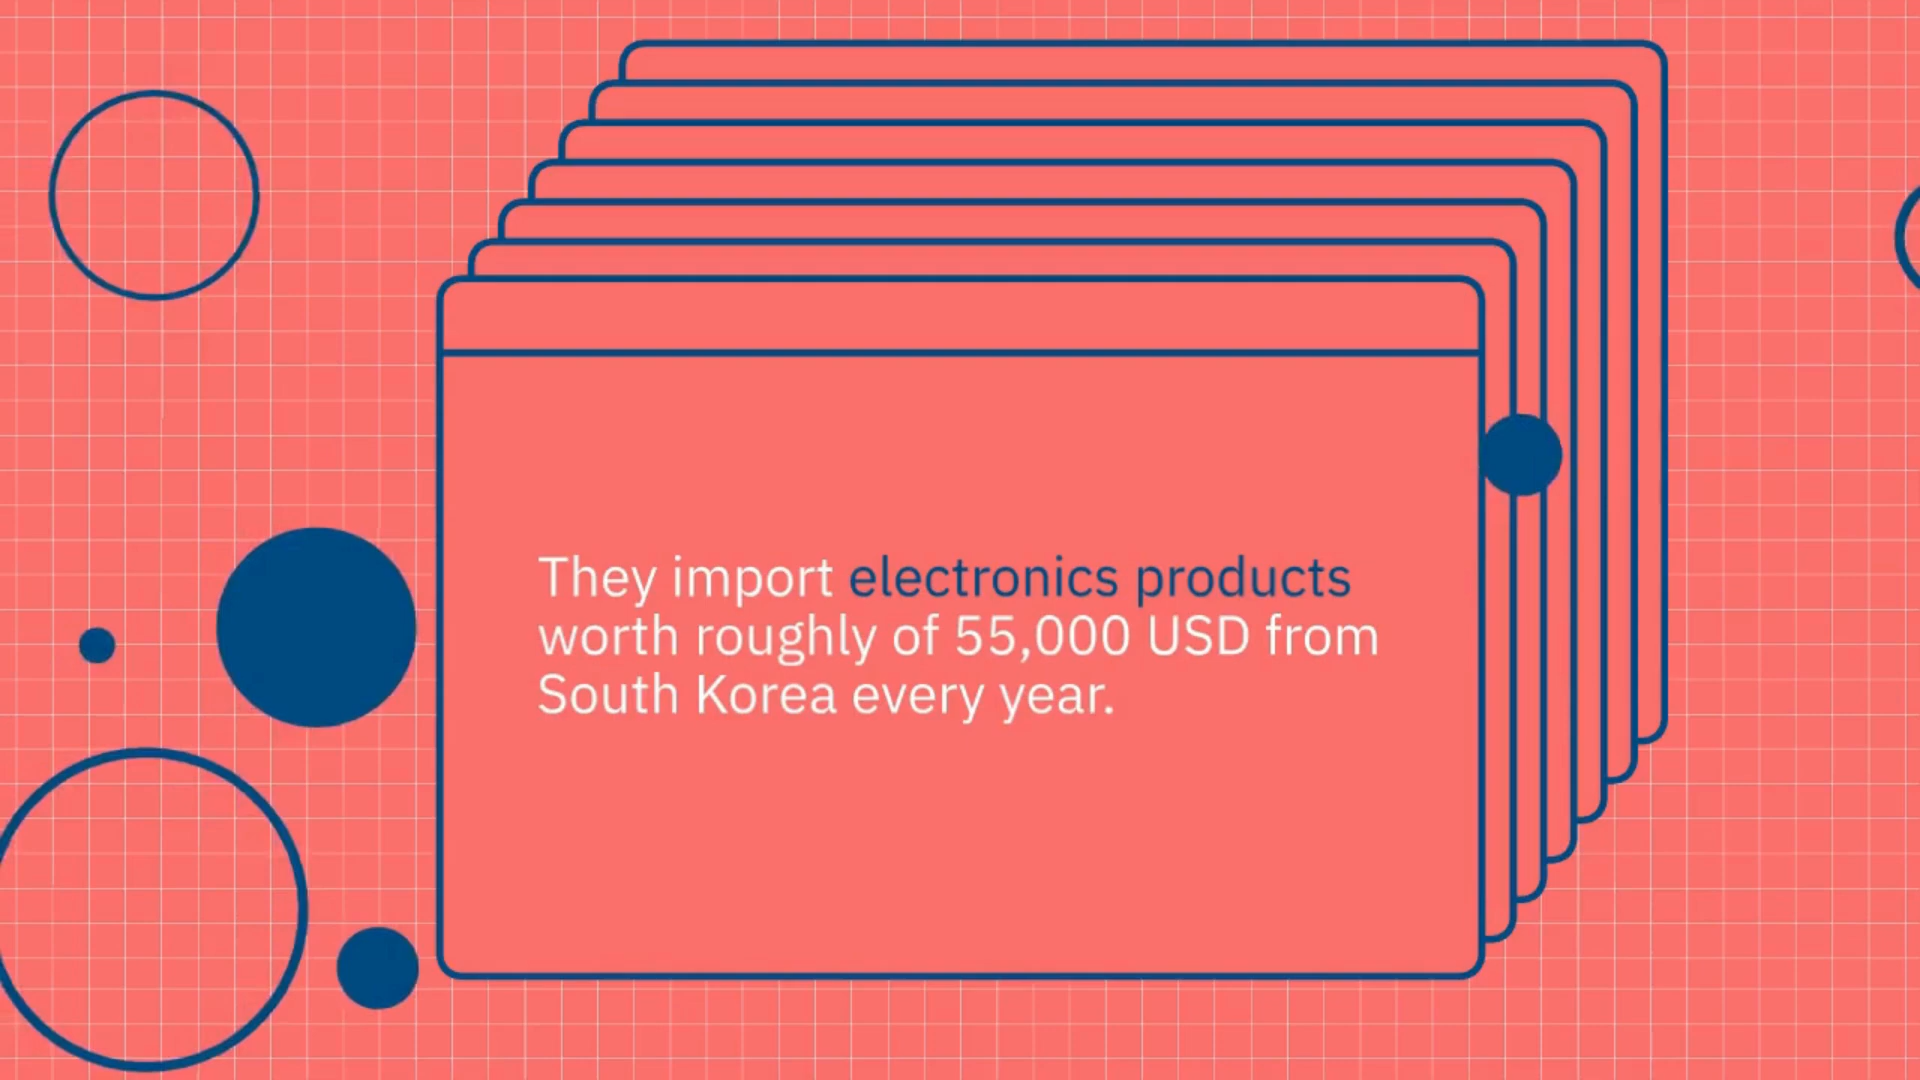 They import electronics products
worth roughly of 55,000 USD from
South Korea every year.